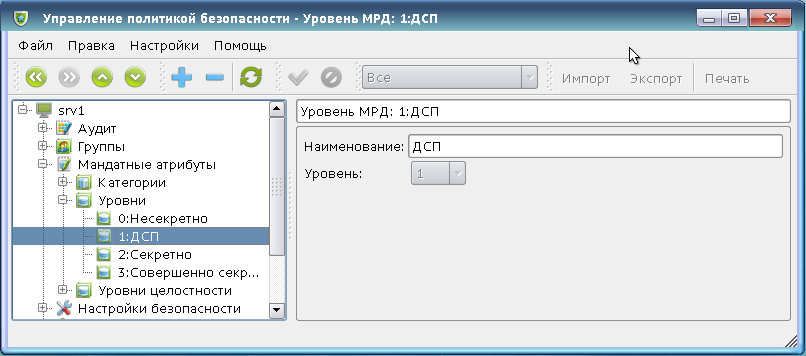 Управление политикой безопасности - Уровень МРД: 1:ДСП
Файл Правка Настройки Помощь
Все Импорт Экспорт Печать
srv1
Аудит
Группы
Мандатные атрибуты
Категории
Уровни
0:Несекретно
1:ДСП
2:Секретно
3:Совершенно секр...
Уровни целостности
Настройки безопасности
Уровень МРД: 1:ДСП
Наименование: ДСП
Уровень: 1